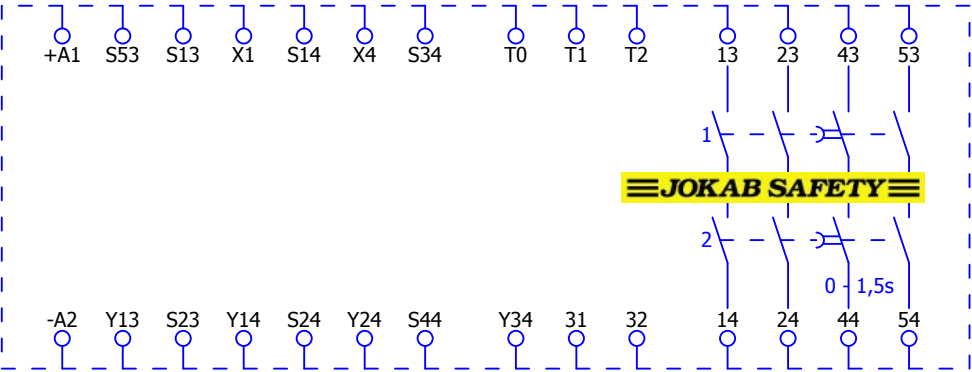 +A1 S53 S13 X1 S14 X4 S34 T0 T1 T2 13 23 43 53
1
JOKAB SAFETY
2
0 - 1,5s
-A2 Y13 S23 Y14 S24 Y24 S44 Y34 31 32 14 24 44 54